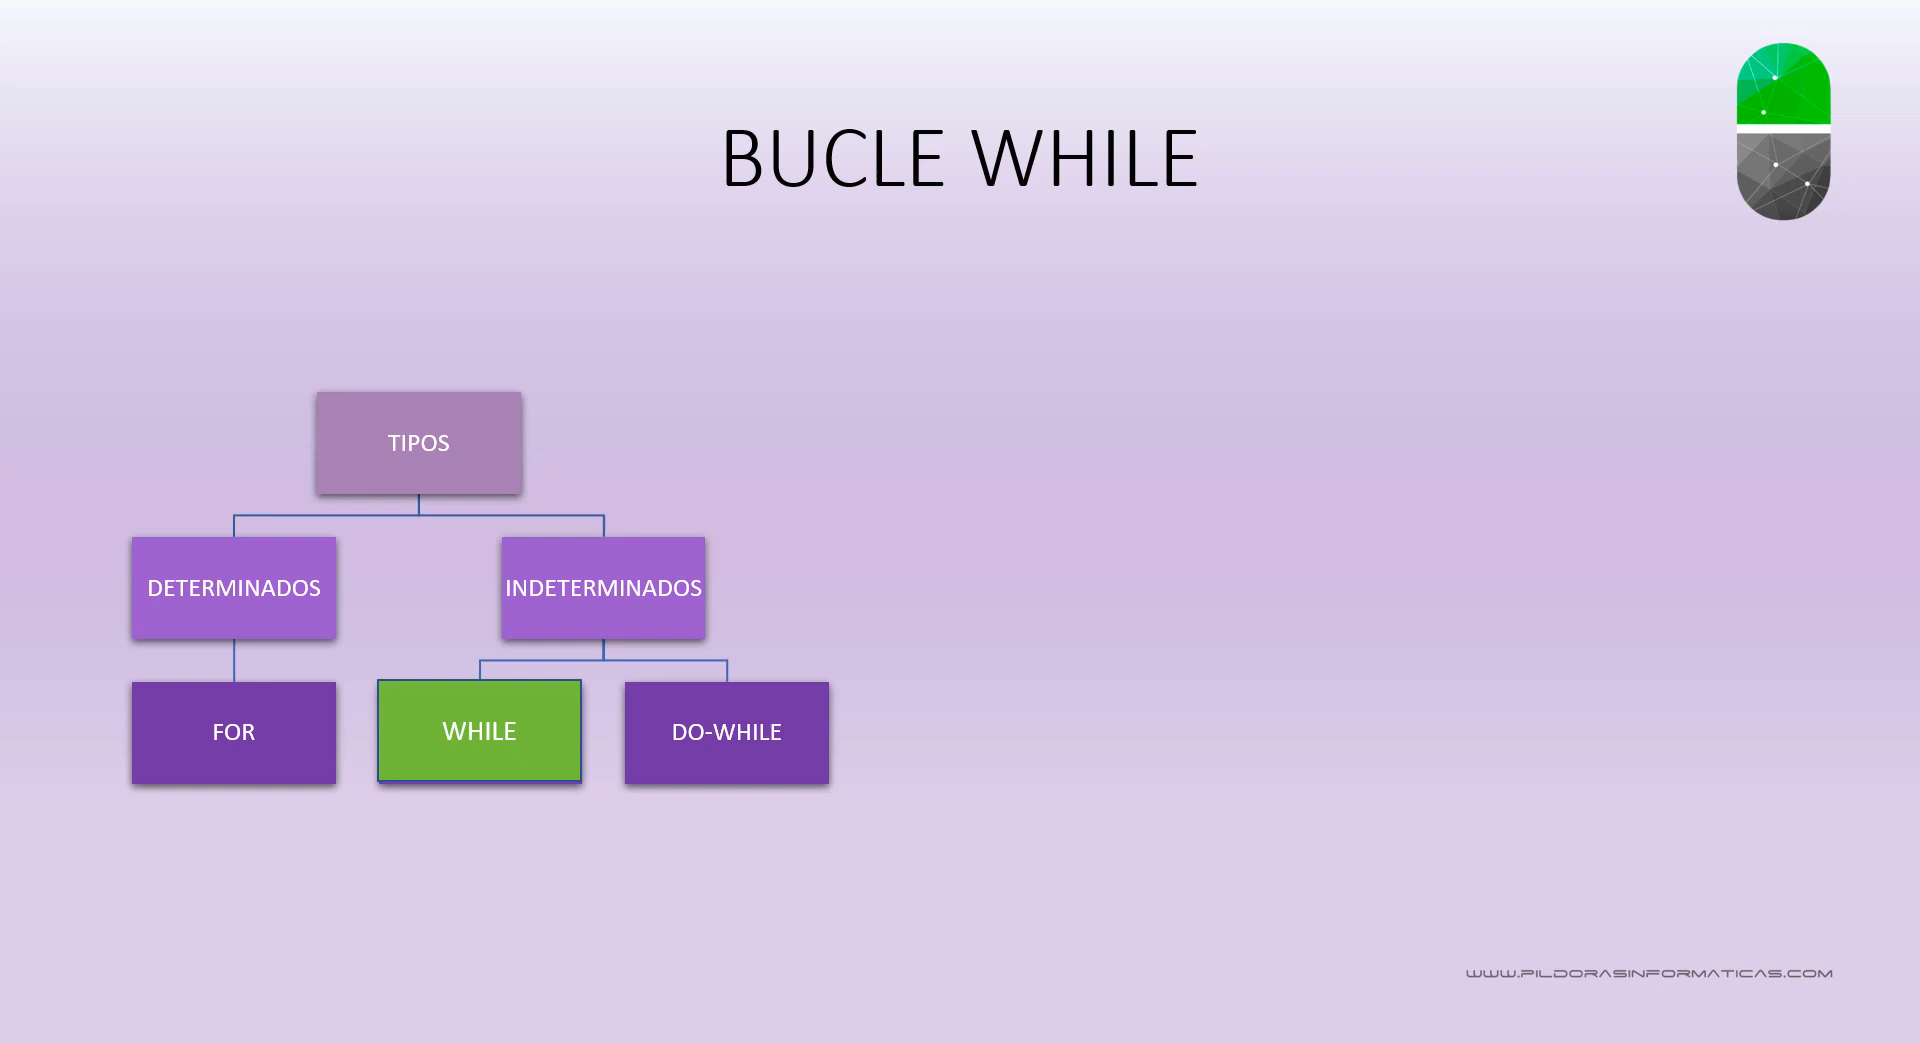 BUCLE WHILE
TIPOS
DETERMINADOS
INDETERMINADOS
FOR
WHILE
DO-WHILE
WWW.PILDORASINFORMATICAS.COM